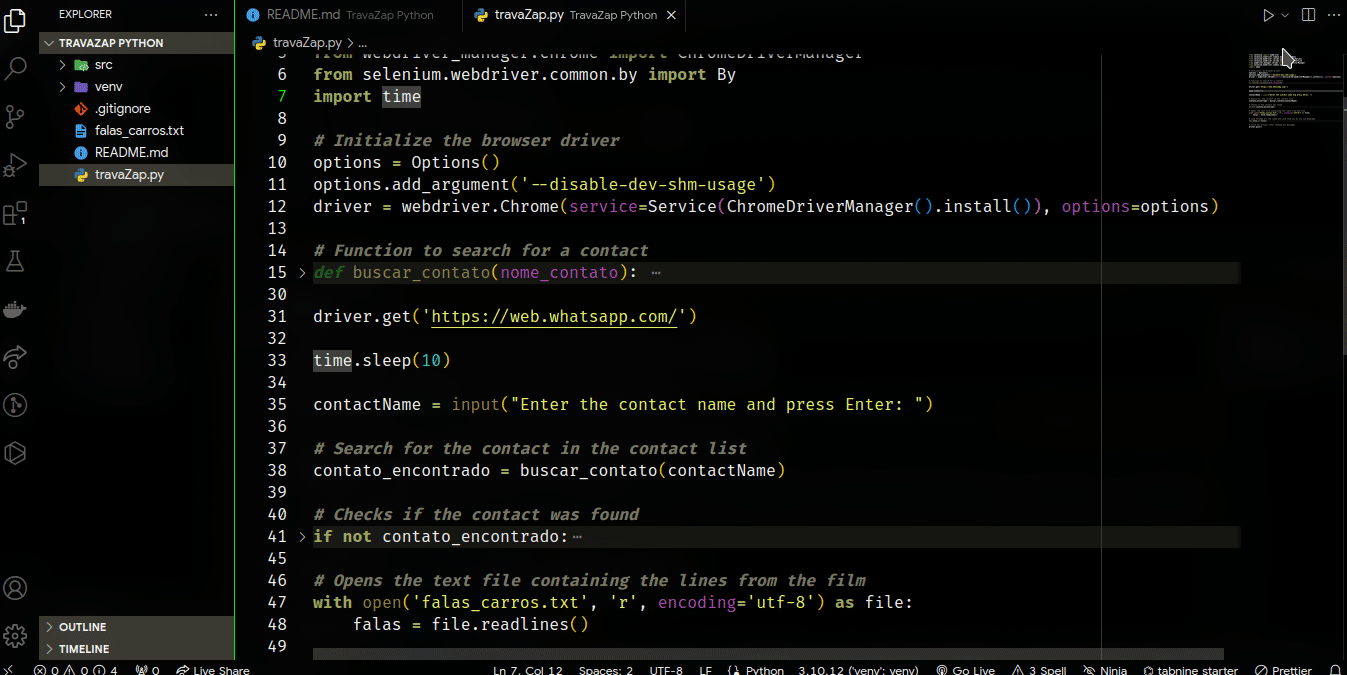 EXPLORER
TRAVAZAP PYTHON
src
venv
.gitignore
falas_carros.txt
README.md
travaZap.py
OUTLINE
TIMELINE
README.md TravaZap Python
travaZap.py TravaZap Python
travaZap.py > ...
5 from webdriver_manager.chrome import ChromeDriverManager
6 from selenium.webdriver.common.by import By
7 import time
8
9 # Initialize the browser driver
10 options = Options()
11 options.add_argument('--disable-dev-shm-usage')
12 driver = webdriver.Chrome(service=Service(ChromeDriverManager().install()), options=options)
13
14 # Function to search for a contact
15 def buscar_contato(nome_contato): ⋯
30
31 driver.get('https://web.whatsapp.com/')
32
33 time.sleep(10)
34
35 contactName = input("Enter the contact name and press Enter: ")
36
37 # Search for the contact in the contact list
38 contato_encontrado = buscar_contato(contactName)
39
40 # Checks if the contact was found
41 if not contato_encontrado:⋯
45
46 # Opens the text file containing the lines from the film
47 with open('falas_carros.txt', 'r', encoding='utf-8') as file:
48     falas = file.readlines()
49
1
0 0 4 0 Live Share Ln 7, Col 12 Spaces: 2 UTF-8 LF Python 3.10.12 ('venv': venv) Go Live 3 Spell Ninja tabnine starter Prettier